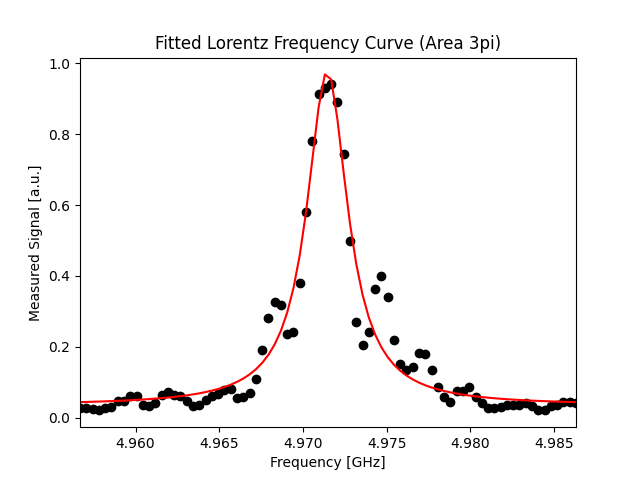 Fitted Lorentz Frequency Curve (Area 3pi)
Measured Signal [a.u.]
1.0
0.8
0.6
0.4
0.2
0.0
4.960 4.965 4.970 4.975 4.980 4.985
Frequency [GHz]